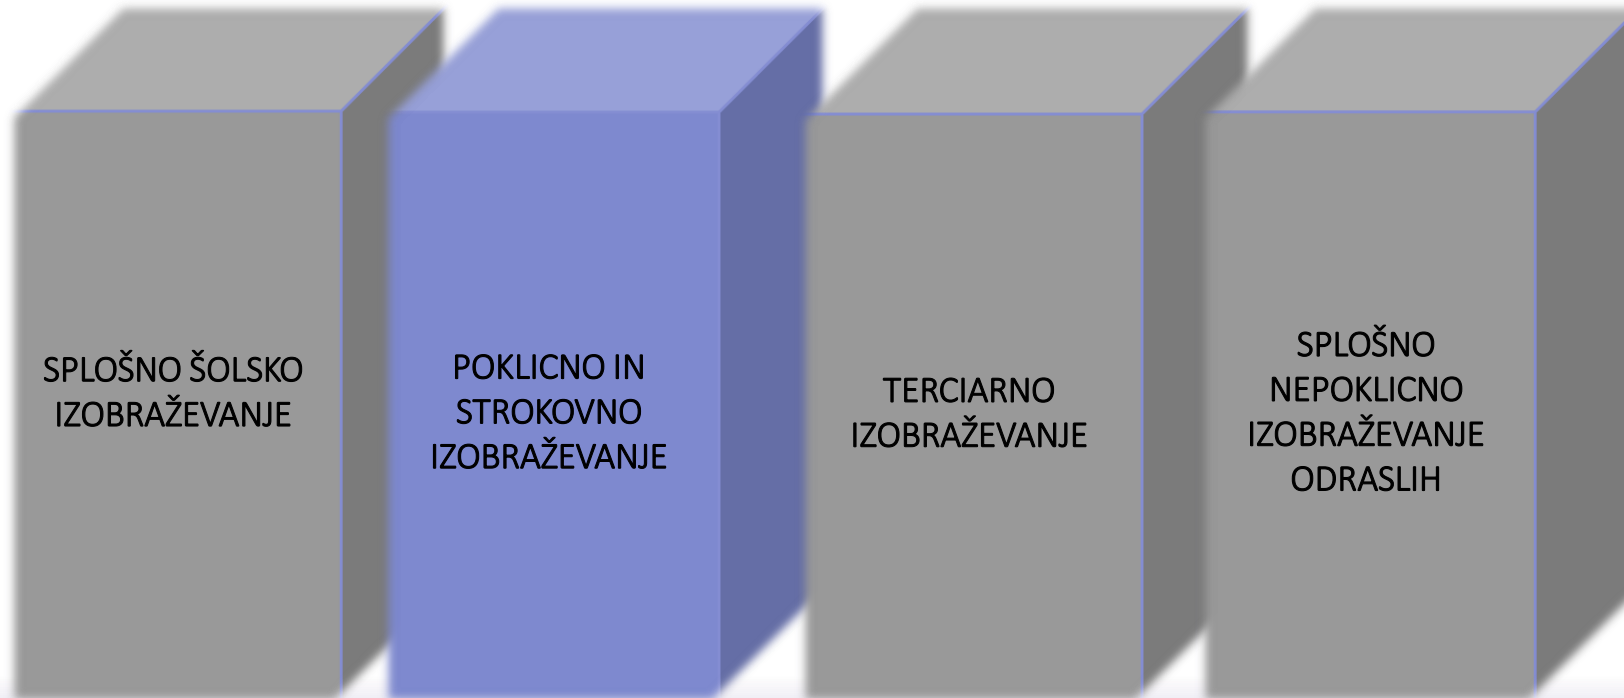 SPLOŠNO ŠOLSKO
IZOBRAŽEVANJE
POKLICNO IN
STROKOVNO
IZOBRAŽEVANJE
TERCIARNO
IZOBRAŽEVANJE
SPLOŠNO
NEPOKLICNO
IZOBRAŽEVANJE
ODRASLIH